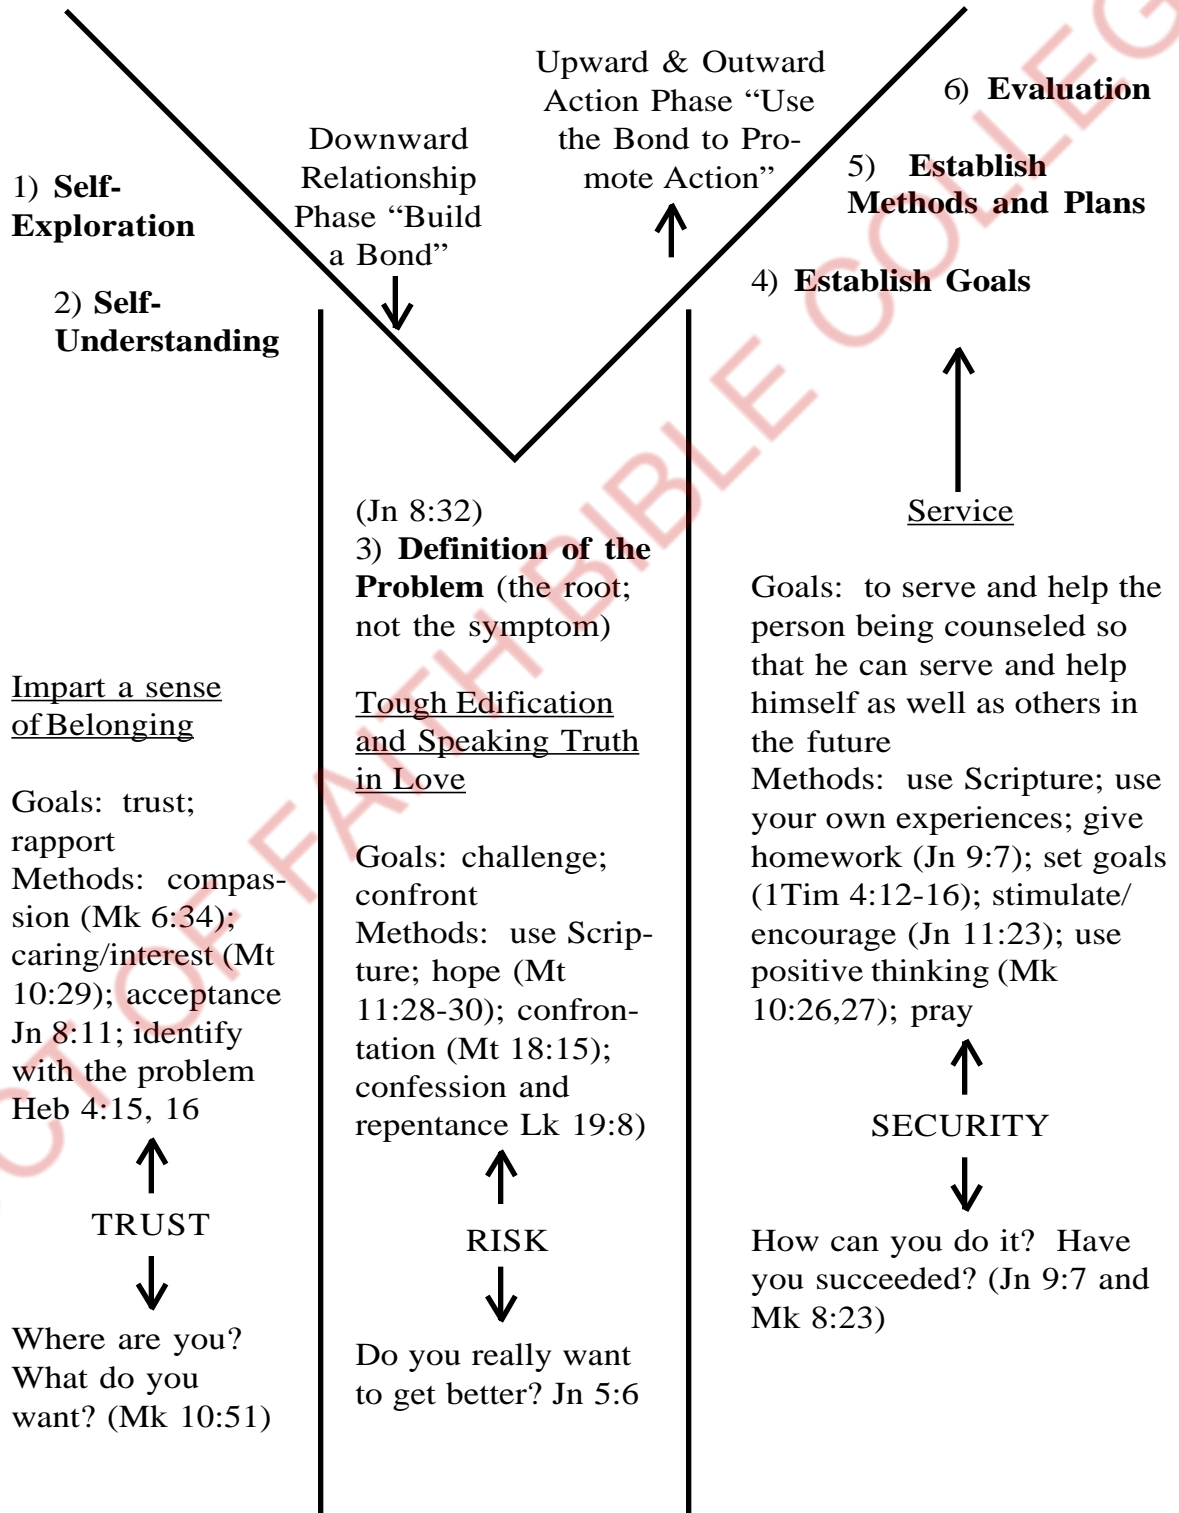 Upward & Outward
Action Phase “Use
the Bond to Pro-
mote Action”
Downward
Relationship
Phase “Build
a Bond”
1) Self-
Exploration
2) Self-
Understanding
6) Evaluation
5) Establish
Methods and Plans
4) Establish Goals
Impart a sense
of Belonging
Goals: trust;
rapport
Methods: compas-
sion (Mk 6:34);
caring/interest (Mt
10:29); acceptance
Jn 8:11; identify
with the problem
Heb 4:15, 16
TRUST
Where are you?
What do you
want? (Mk 10:51)
(Jn 8:32)
3) Definition of the
Problem (the root;
not the symptom)
Tough Edification
and Speaking Truth
in Love
Goals: challenge;
confront
Methods: use Scrip-
ture; hope (Mt
11:28-30); confron-
tation (Mt 18:15);
confession and
repentance Lk 19:8)
RISK
Do you really want
to get better? Jn 5:6
Service
Goals: to serve and help the
person being counseled so
that he can serve and help
himself as well as others in
the future
Methods: use Scripture; use
your own experiences; give
homework (Jn 9:7); set goals
(1Tim 4:12-16); stimulate/
encourage (Jn 11:23); use
positive thinking (Mk
10:26,27); pray
SECURITY
How can you do it? Have
you succeeded? (Jn 9:7 and
Mk 8:23)
CT OF FAITH BIBLE COLLEG